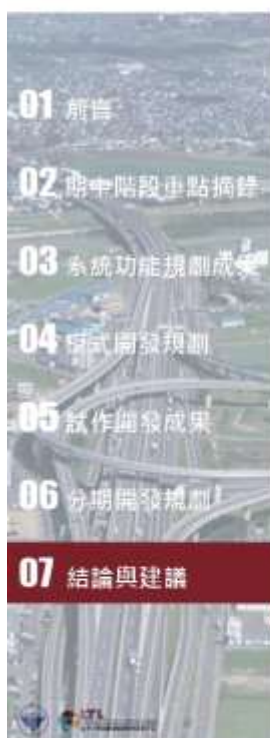 01 前言
02 期中階段重點摘錄
03 系統功能規劃成果
04 程式開發規劃
05 試作開發成果
06 分期開發規劃
07 結論與建議